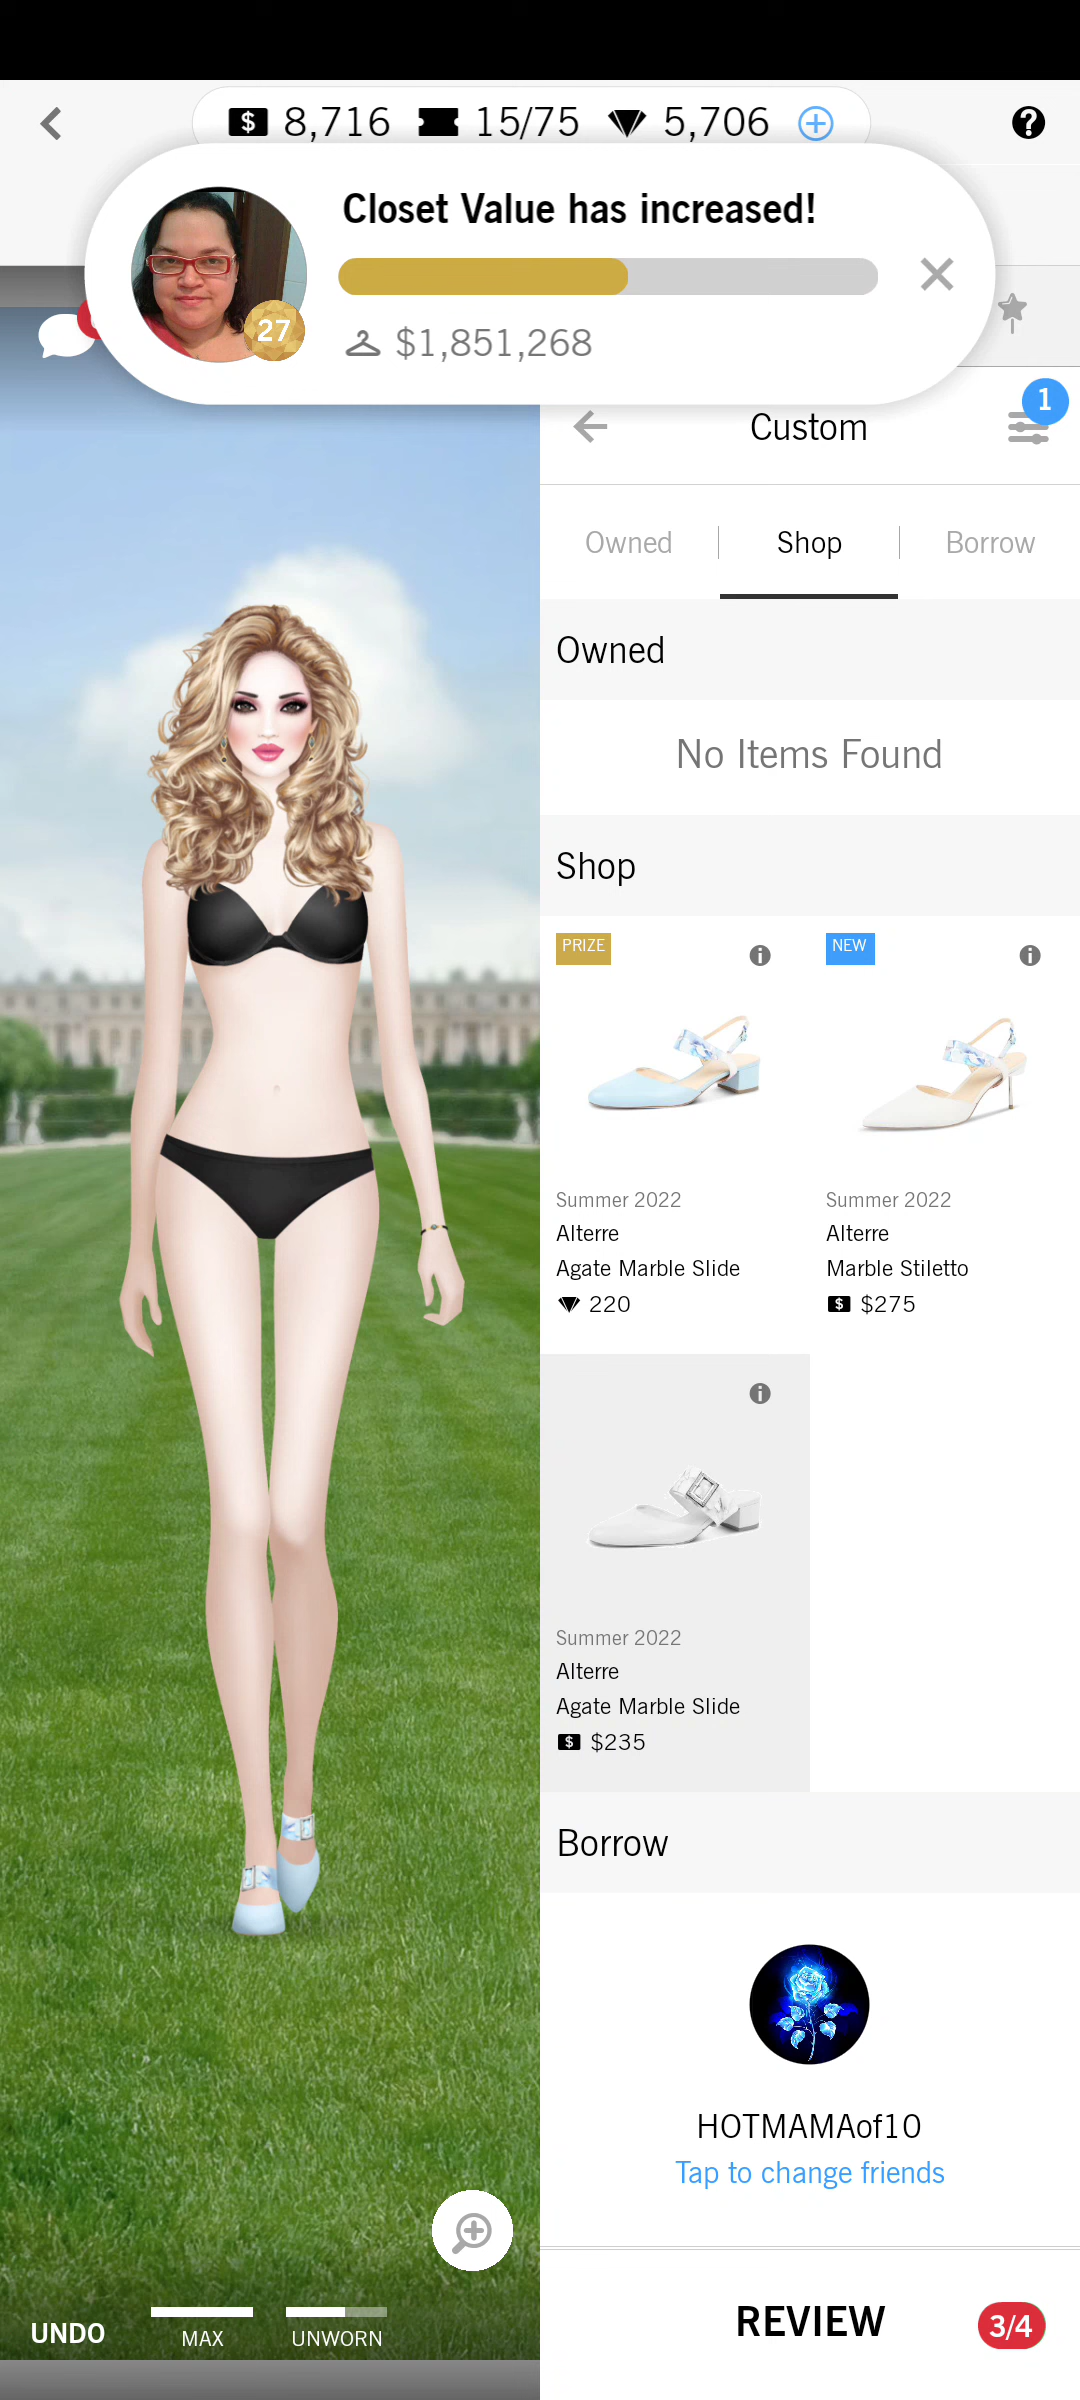 8,716 15/75 5,706
Closet Value has increased!
27
$1,851,268
1
Custom
Owned Shop Borrow
Owned
No Items Found
Shop
PRIZE
Summer 2022
Alterre
Agate Marble Slide
220
NEW
Summer 2022
Alterre
Marble Stiletto
$275
Summer 2022
Alterre
Agate Marble Slide
$235
Borrow
HOTMAMAof10
Tap to change friends
UNDO
MAX
UNWORN
REVIEW
3/4